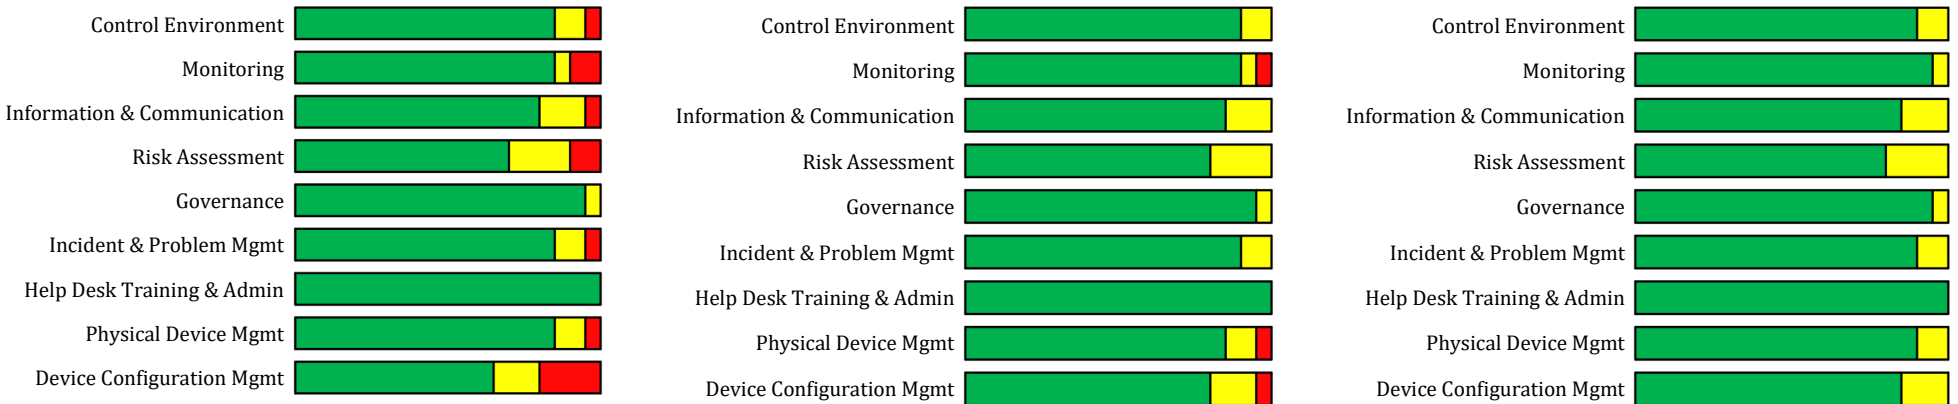 Control Environment
Monitoring
Information & Communication
Risk Assessment
Governance
Incident & Problem Mgmt
Help Desk Training & Admin
Physical Device Mgmt
Device Configuration Mgmt
Control Environment
Monitoring
Information & Communication
Risk Assessment
Governance
Incident & Problem Mgmt
Help Desk Training & Admin
Physical Device Mgmt
Device Configuration Mgmt
Control Environment
Monitoring
Information & Communication
Risk Assessment
Governance
Incident & Problem Mgmt
Help Desk Training & Admin
Physical Device Mgmt
Device Configuration Mgmt